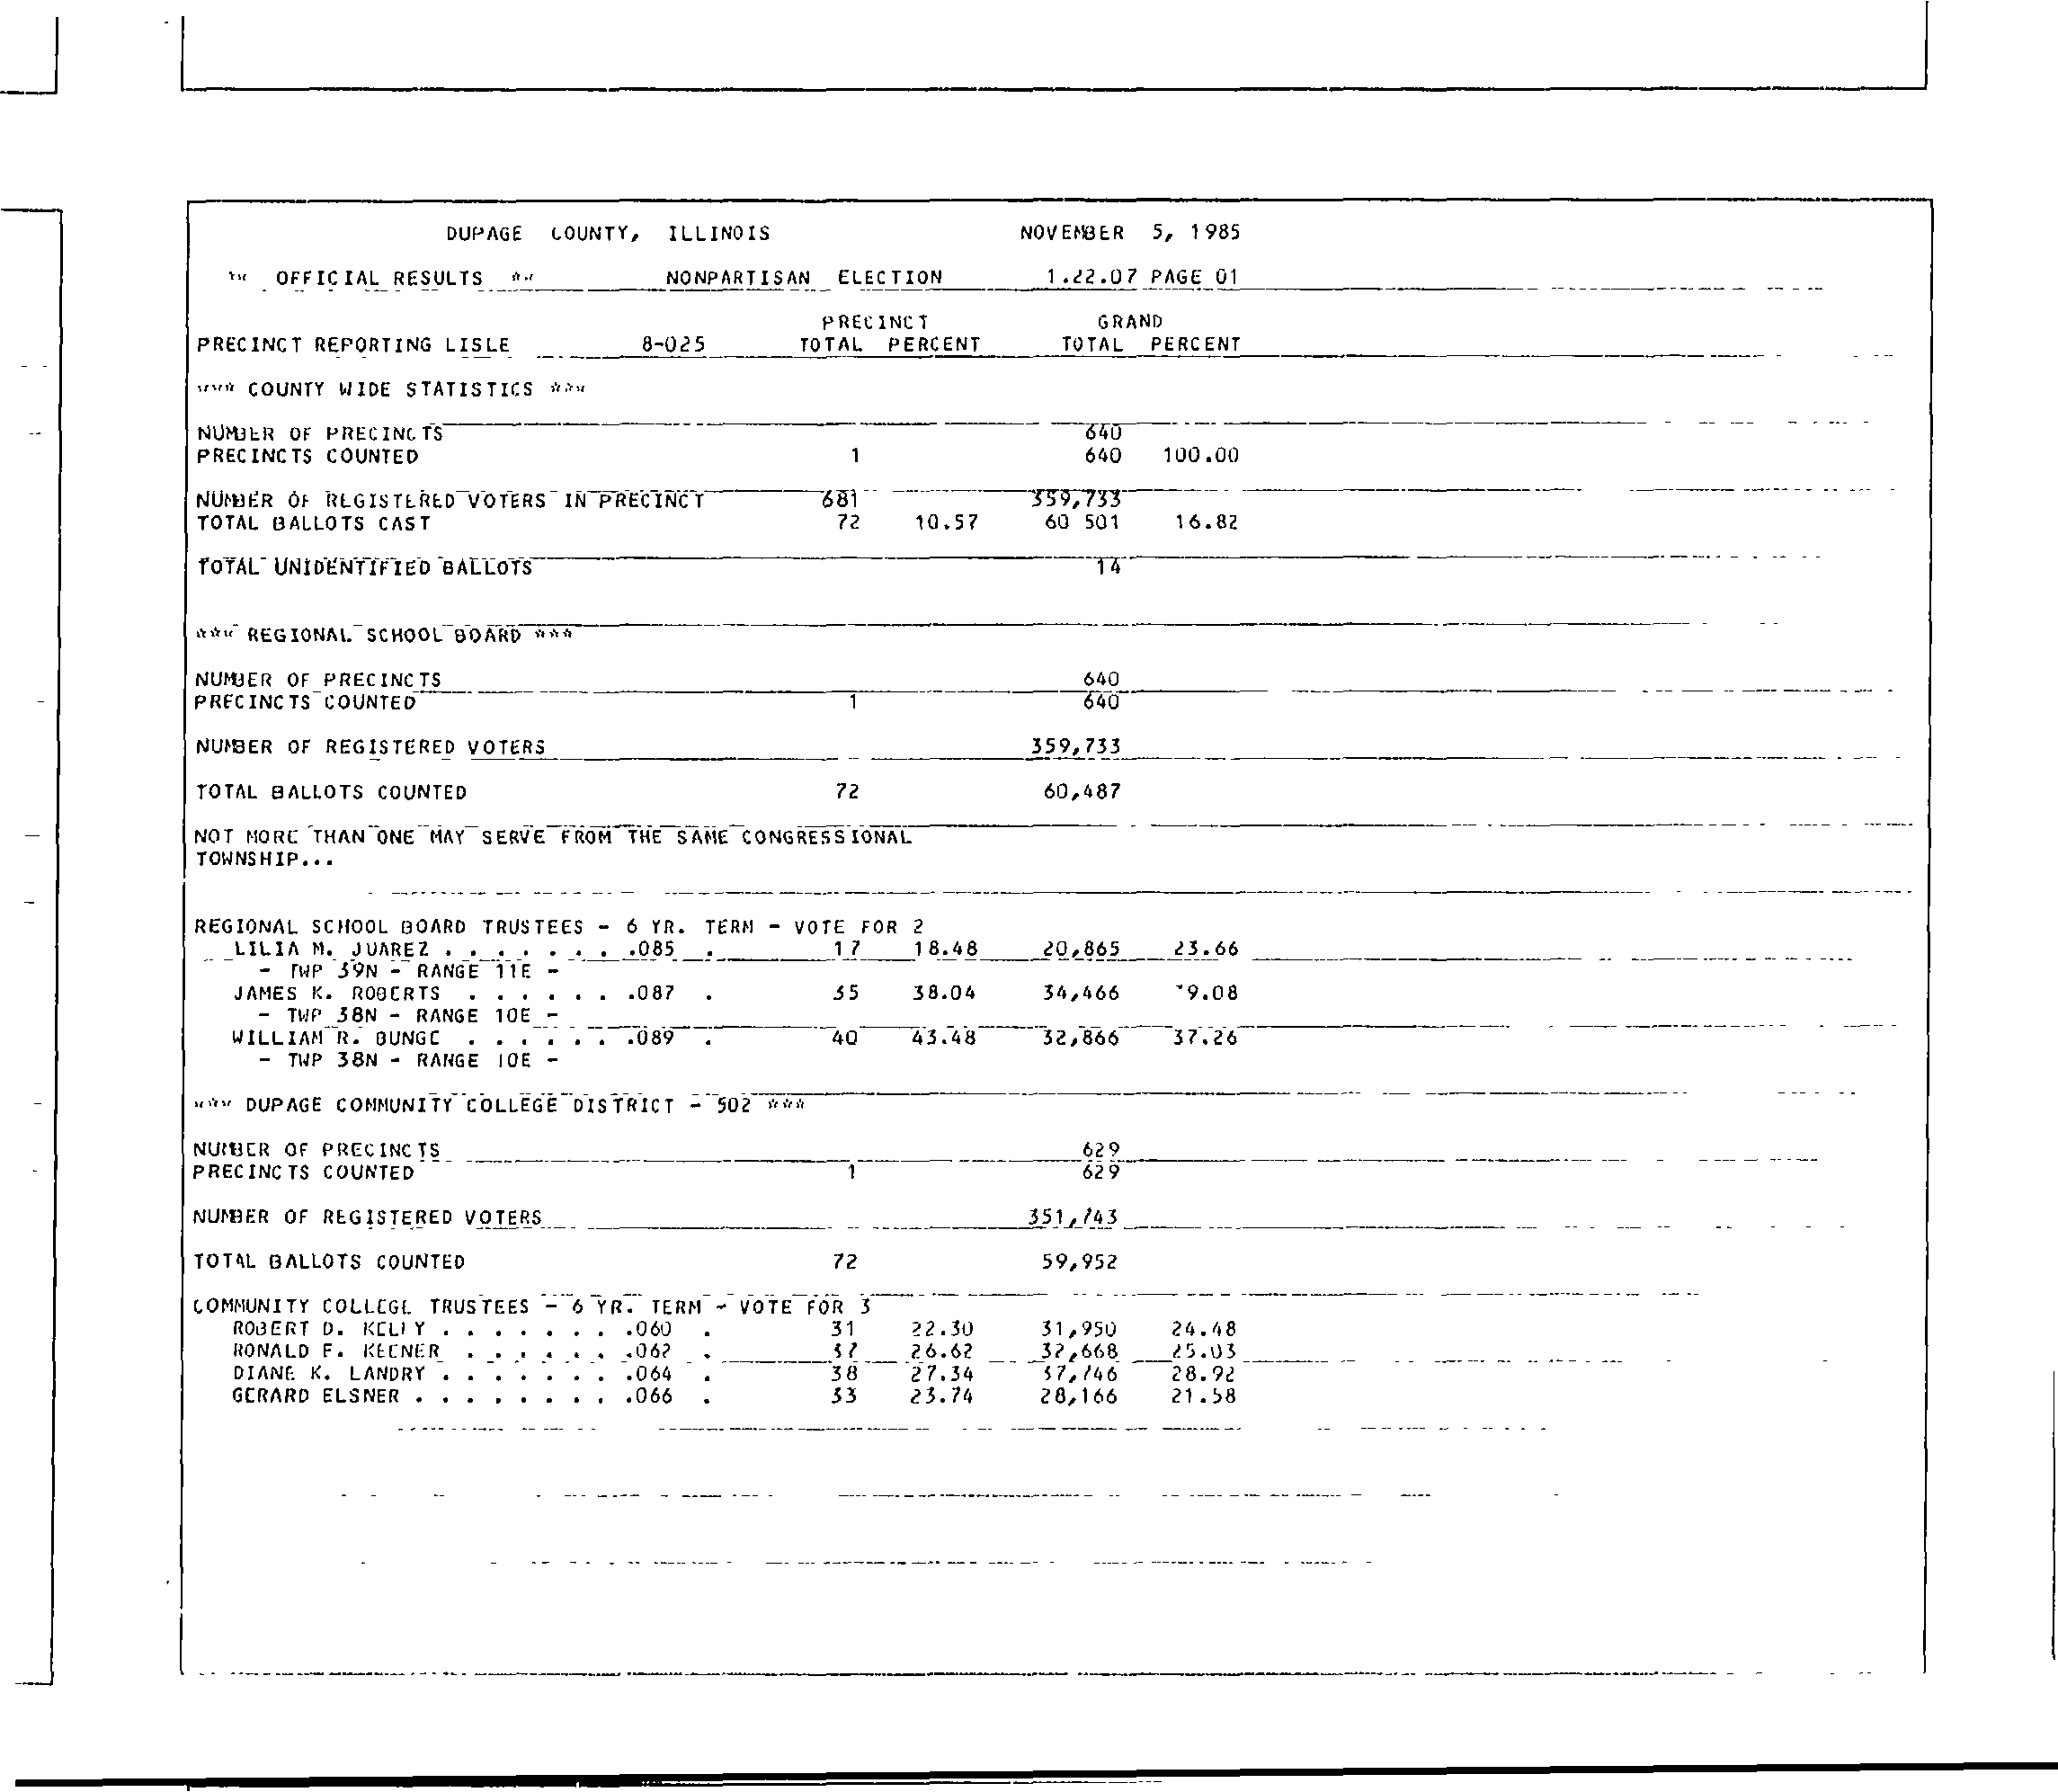 DUPAGE COUNTY, ILLINOIS NOVEMBER 5, 1985
** OFFICIAL RESULTS ** NONPARTISAN ELECTION 1.22.07 PAGE 01
PRECINCT GRAND
PRECINCT REPORTING LISLE 8-025 TOTAL PERCENT TOTAL PERCENT
*** COUNTY WIDE STATISTICS ***
NUMBER OF PRECINCTS 640
PRECINCTS COUNTED 1 640 100.00
NUMBER OF REGISTERED VOTERS IN PRECINCT 681 359,733
TOTAL BALLOTS CAST 72 10.57 60 501 16.82
TOTAL UNIDENTIFIED BALLOTS 14
*** REGIONAL SCHOOL BOARD ***
NUMBER OF PRECINCTS 640
PRECINCTS COUNTED 1 640
NUMBER OF REGISTERED VOTERS 359,733
TOTAL BALLOTS COUNTED 72 60,487
NOT MORE THAN ONE MAY SERVE FROM THE SAME CONGRESSIONAL
TOWNSHIP...
REGIONAL SCHOOL BOARD TRUSTEES - 6 YR. TERM - VOTE FOR 2
LILIA M. JUAREZ . . . . . . . .085 . 17 18.48 20,865 23.66
- TWP 39N - RANGE 11E -
JAMES K. ROBERTS . . . . . . .087 . 35 38.04 34,466 9.08
- TWP 38N - RANGE 10E -
WILLIAM R. BUNGE . . . . . . .089 . 40 43.48 32,866 37.26
- TWP 38N - RANGE 10E -
*** DUPAGE COMMUNITY COLLEGE DISTRICT - 502 ***
NUMBER OF PRECINCTS 629
PRECINCTS COUNTED 1 629
NUMBER OF REGISTERED VOTERS 351,743
TOTAL BALLOTS COUNTED 72 59,952
COMMUNITY COLLEGE TRUSTEES - 6 YR. TERM - VOTE FOR 3
ROBERT D. KELLY . . . . . . . .060 . 31 22.30 31,950 24.48
RONALD F. KEENER . . . . . . .062 . 37 26.62 32,668 25.03
DIANE K. LANDRY . . . . . . . .064 . 38 27.34 37,746 28.92
GERARD ELSNER . . . . . . . . .066 . 33 23.74 28,166 21.58